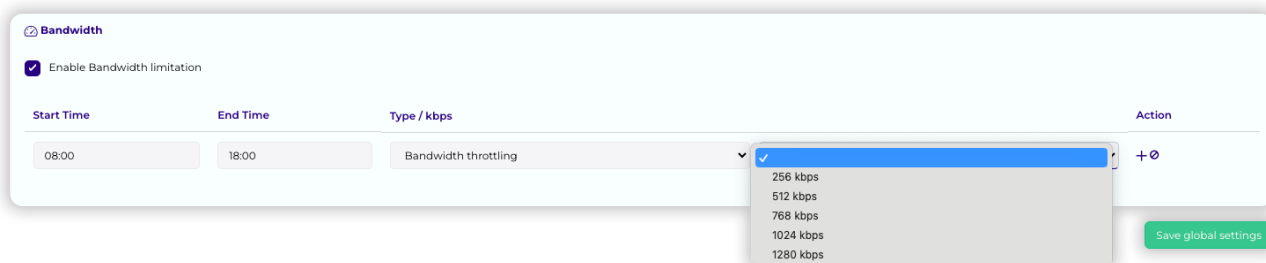 Bandwidth
Enable Bandwidth limitation
Start Time End Time Type / kbps Action
08:00 18:00 Bandwidth throttling
256 kbps
512 kbps
768 kbps
1024 kbps
1280 kbps
Save global settings